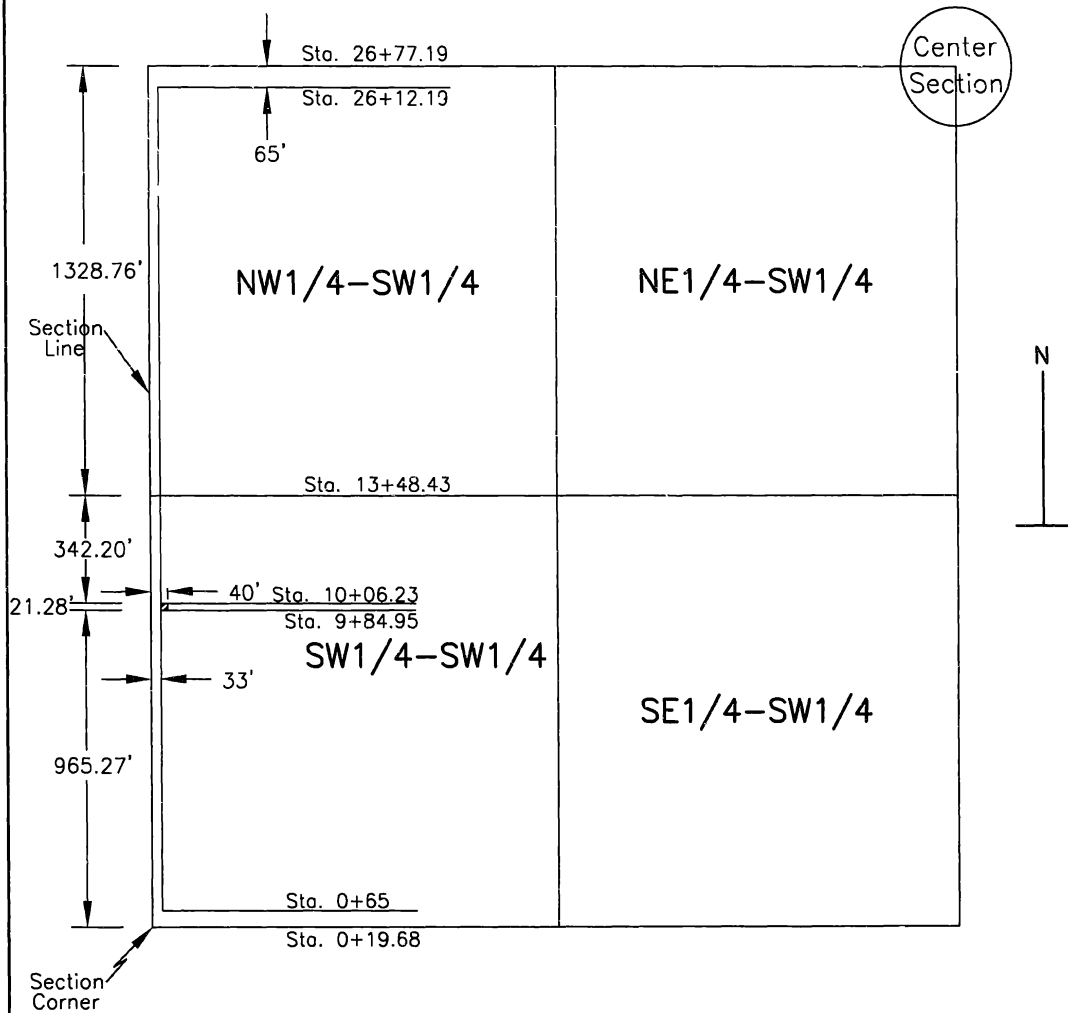 Sta. 26+77.19
Center
Section
Sta. 26+12.19
65'
1328.76'
NW1/4-SW1/4
NE1/4-SW1/4
Section
Line
N
Sta. 13+48.43
342.20'
40'
Sta. 10+06.23
21.28'
Sta. 9+84.95
SW1/4-SW1/4
33'
SE1/4-SW1/4
965.27'
Sta. 0+65
Sta. 0+19.68
Section
Corner